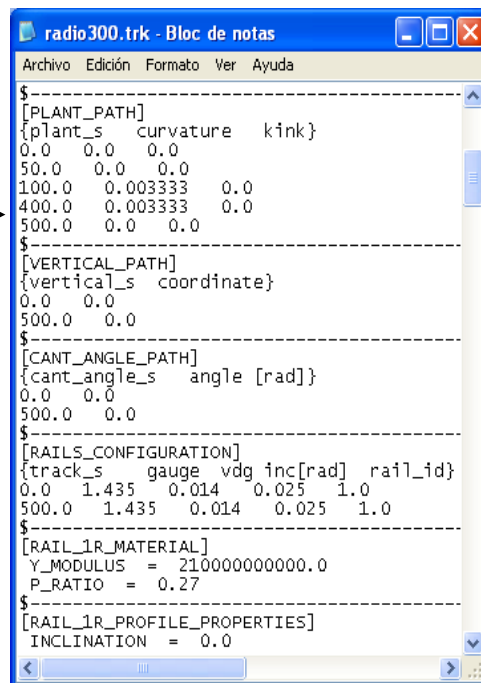 radio300.trk - Bloc de notas
Archivo Edición Formato Ver Ayuda
$---------------------------------------------
[PLANT_PATH]
{plant_s curvature kink}
0.0 0.0 0.0
50.0 0.0 0.0
100.0 0.003333 0.0
400.0 0.003333 0.0
500.0 0.0 0.0
$---------------------------------------------
[VERTICAL_PATH]
{vertical_s coordinate}
0.0 0.0
500.0 0.0
$---------------------------------------------
[CANT_ANGLE_PATH]
{cant_angle_s angle [rad]}
0.0 0.0
500.0 0.0
$---------------------------------------------
[RAILS_CONFIGURATION]
{track_s gauge vdg inc[rad] rail_id}
0.0 1.435 0.014 0.025 1.0
500.0 1.435 0.014 0.025 1.0
$---------------------------------------------
[RAIL_1R_MATERIAL]
Y_MODULUS = 210000000000.0
P_RATIO = 0.27
$---------------------------------------------
[RAIL_1R_PROFILE_PROPERTIES]
INCLINATION = 0.0